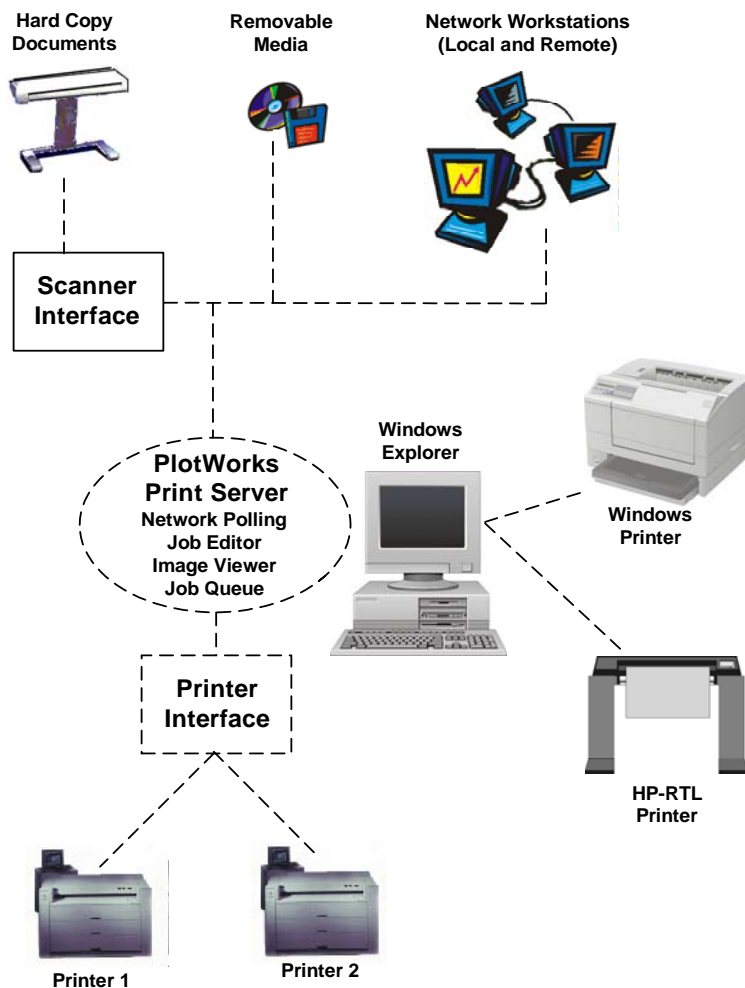 Hard Copy
Documents
Removable
Media
Network Workstations
(Local and Remote)
Scanner
Interface
PlotWorks
Print Server
Network Polling
Job Editor
Image Viewer
Job Queue
Windows
Explorer
Windows
Printer
Printer
Interface
HP-RTL
Printer
Printer 1
Printer 2